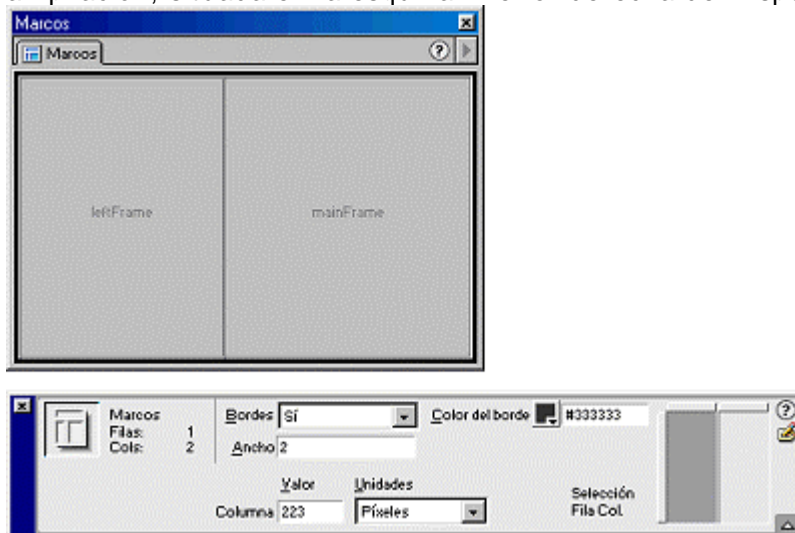 Marcos
Marcos
?
leftFrame
mainFrame
Marcos
Filas: 1
Cols: 2
Bordes Sí
Color del borde #333333
Ancho 2
Valor Unidades
Columna 223 Píxeles
Selección
Fila Col.
?